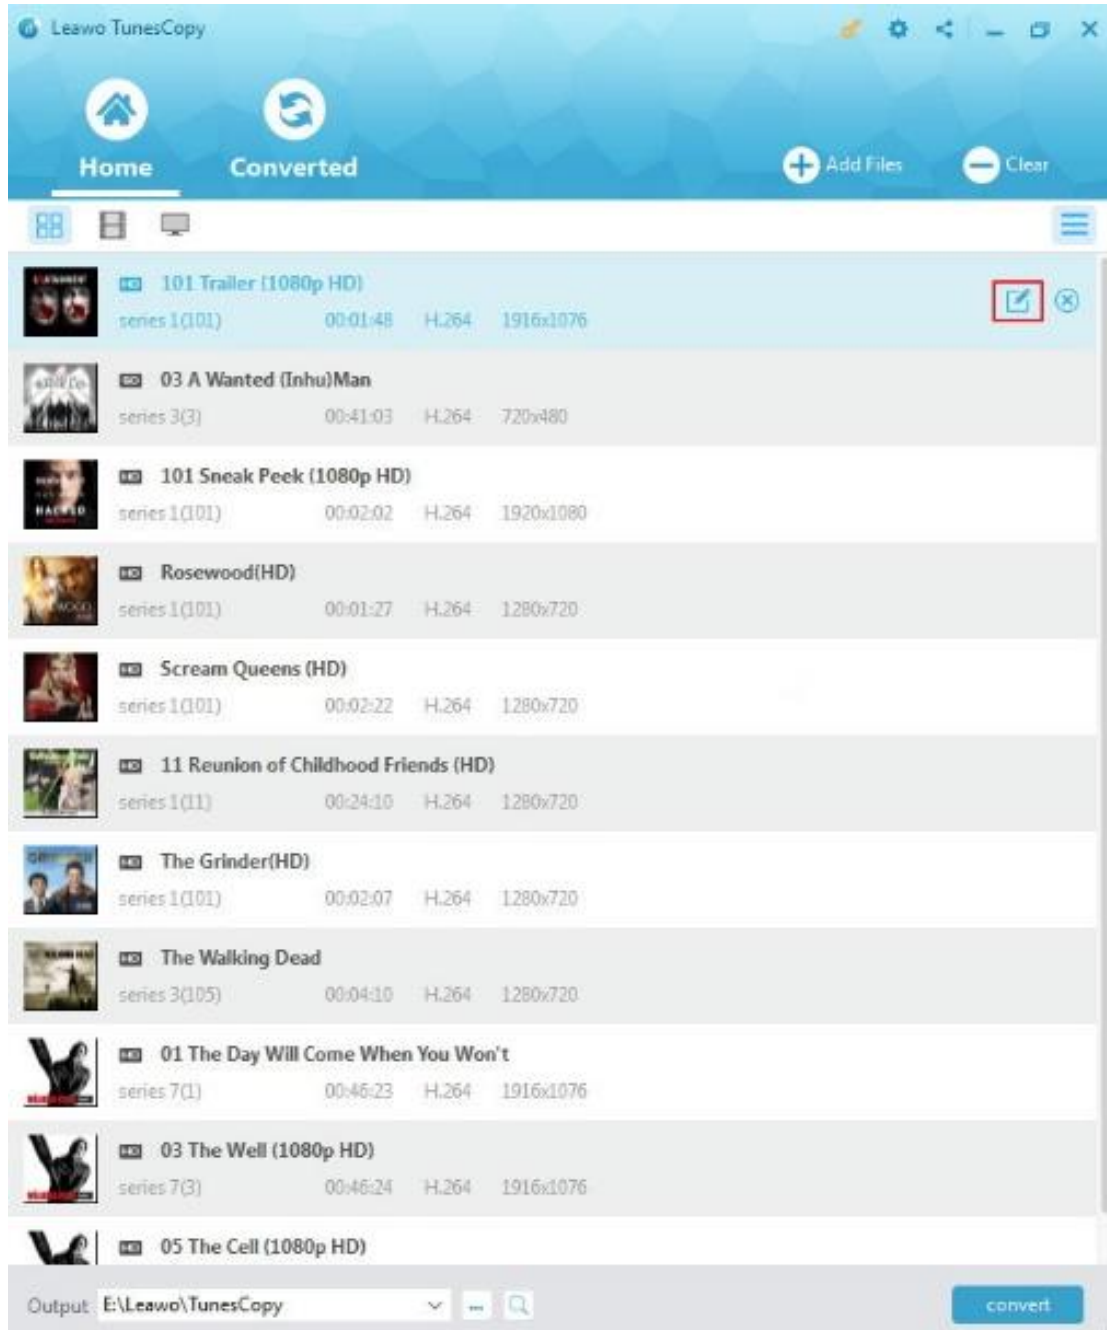 Leawo TunesCopy
Home
Converted
Add Files
Clear
101 Trailer (1080p HD)
series 1(101) 00:01:48 H.264 1916x1076
03 A Wanted (Inhu)Man
series 3(3) 00:41:03 H.264 720x480
101 Sneak Peek (1080p HD)
series 1(101) 00:02:02 H.264 1920x1080
Rosewood(HD)
series 1(101) 00:01:27 H.264 1280x720
Scream Queens (HD)
series 1(101) 00:02:22 H.264 1280x720
11 Reunion of Childhood Friends (HD)
series 1(11) 00:24:10 H.264 1280x720
The Grinder(HD)
series 1(101) 00:02:07 H.264 1280x720
The Walking Dead
series 3(105) 00:04:10 H.264 1280x720
01 The Day Will Come When You Won't
series 7(1) 00:46:23 H.264 1916x1076
03 The Well (1080p HD)
series 7(3) 00:46:24 H.264 1916x1076
05 The Cell (1080p HD)
Output E:\Leawo\TunesCopy ... convert